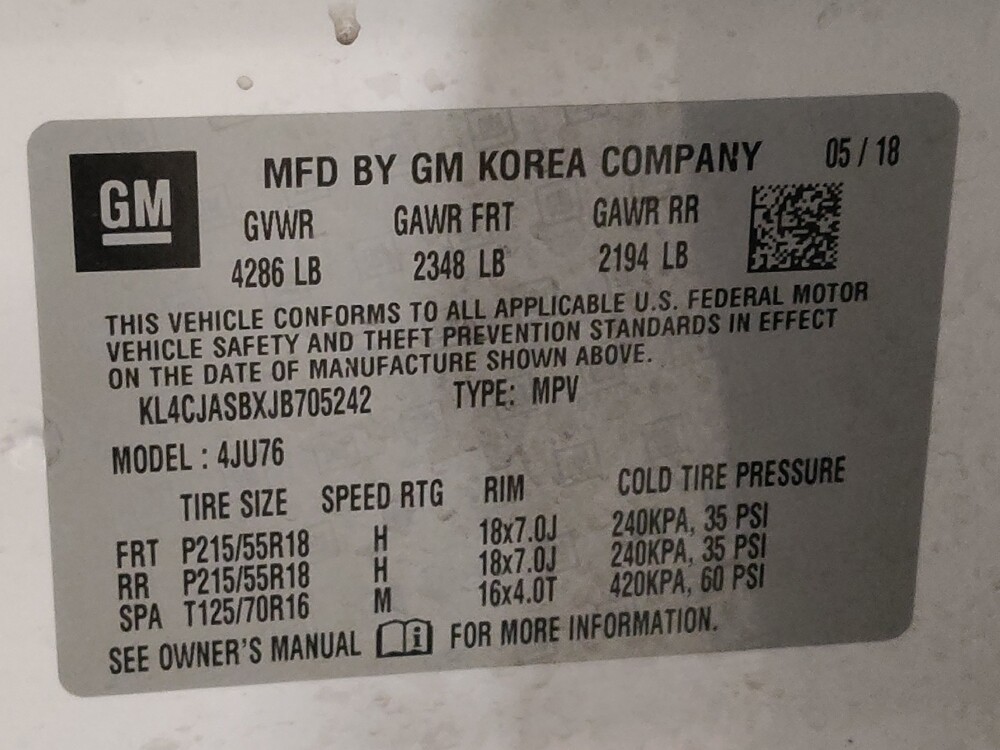 GM
MFD BY GM KOREA COMPANY 05 / 18
GVWR GAWR FRT GAWR RR
4286 LB 2348 LB 2194 LB
THIS VEHICLE CONFORMS TO ALL APPLICABLE U.S. FEDERAL MOTOR
VEHICLE SAFETY AND THEFT PREVENTION STANDARDS IN EFFECT
ON THE DATE OF MANUFACTURE SHOWN ABOVE.
KL4CJASBXJB705242 TYPE: MPV
MODEL : 4JU76
TIRE SIZE SPEED RTG RIM COLD TIRE PRESSURE
FRT P215/55R18 H 18x7.0J 240KPA, 35 PSI
RR P215/55R18 H 18x7.0J 240KPA, 35 PSI
SPA T125/70R16 M 16x4.0T 420KPA, 60 PSI
SEE OWNER'S MANUAL i FOR MORE INFORMATION.